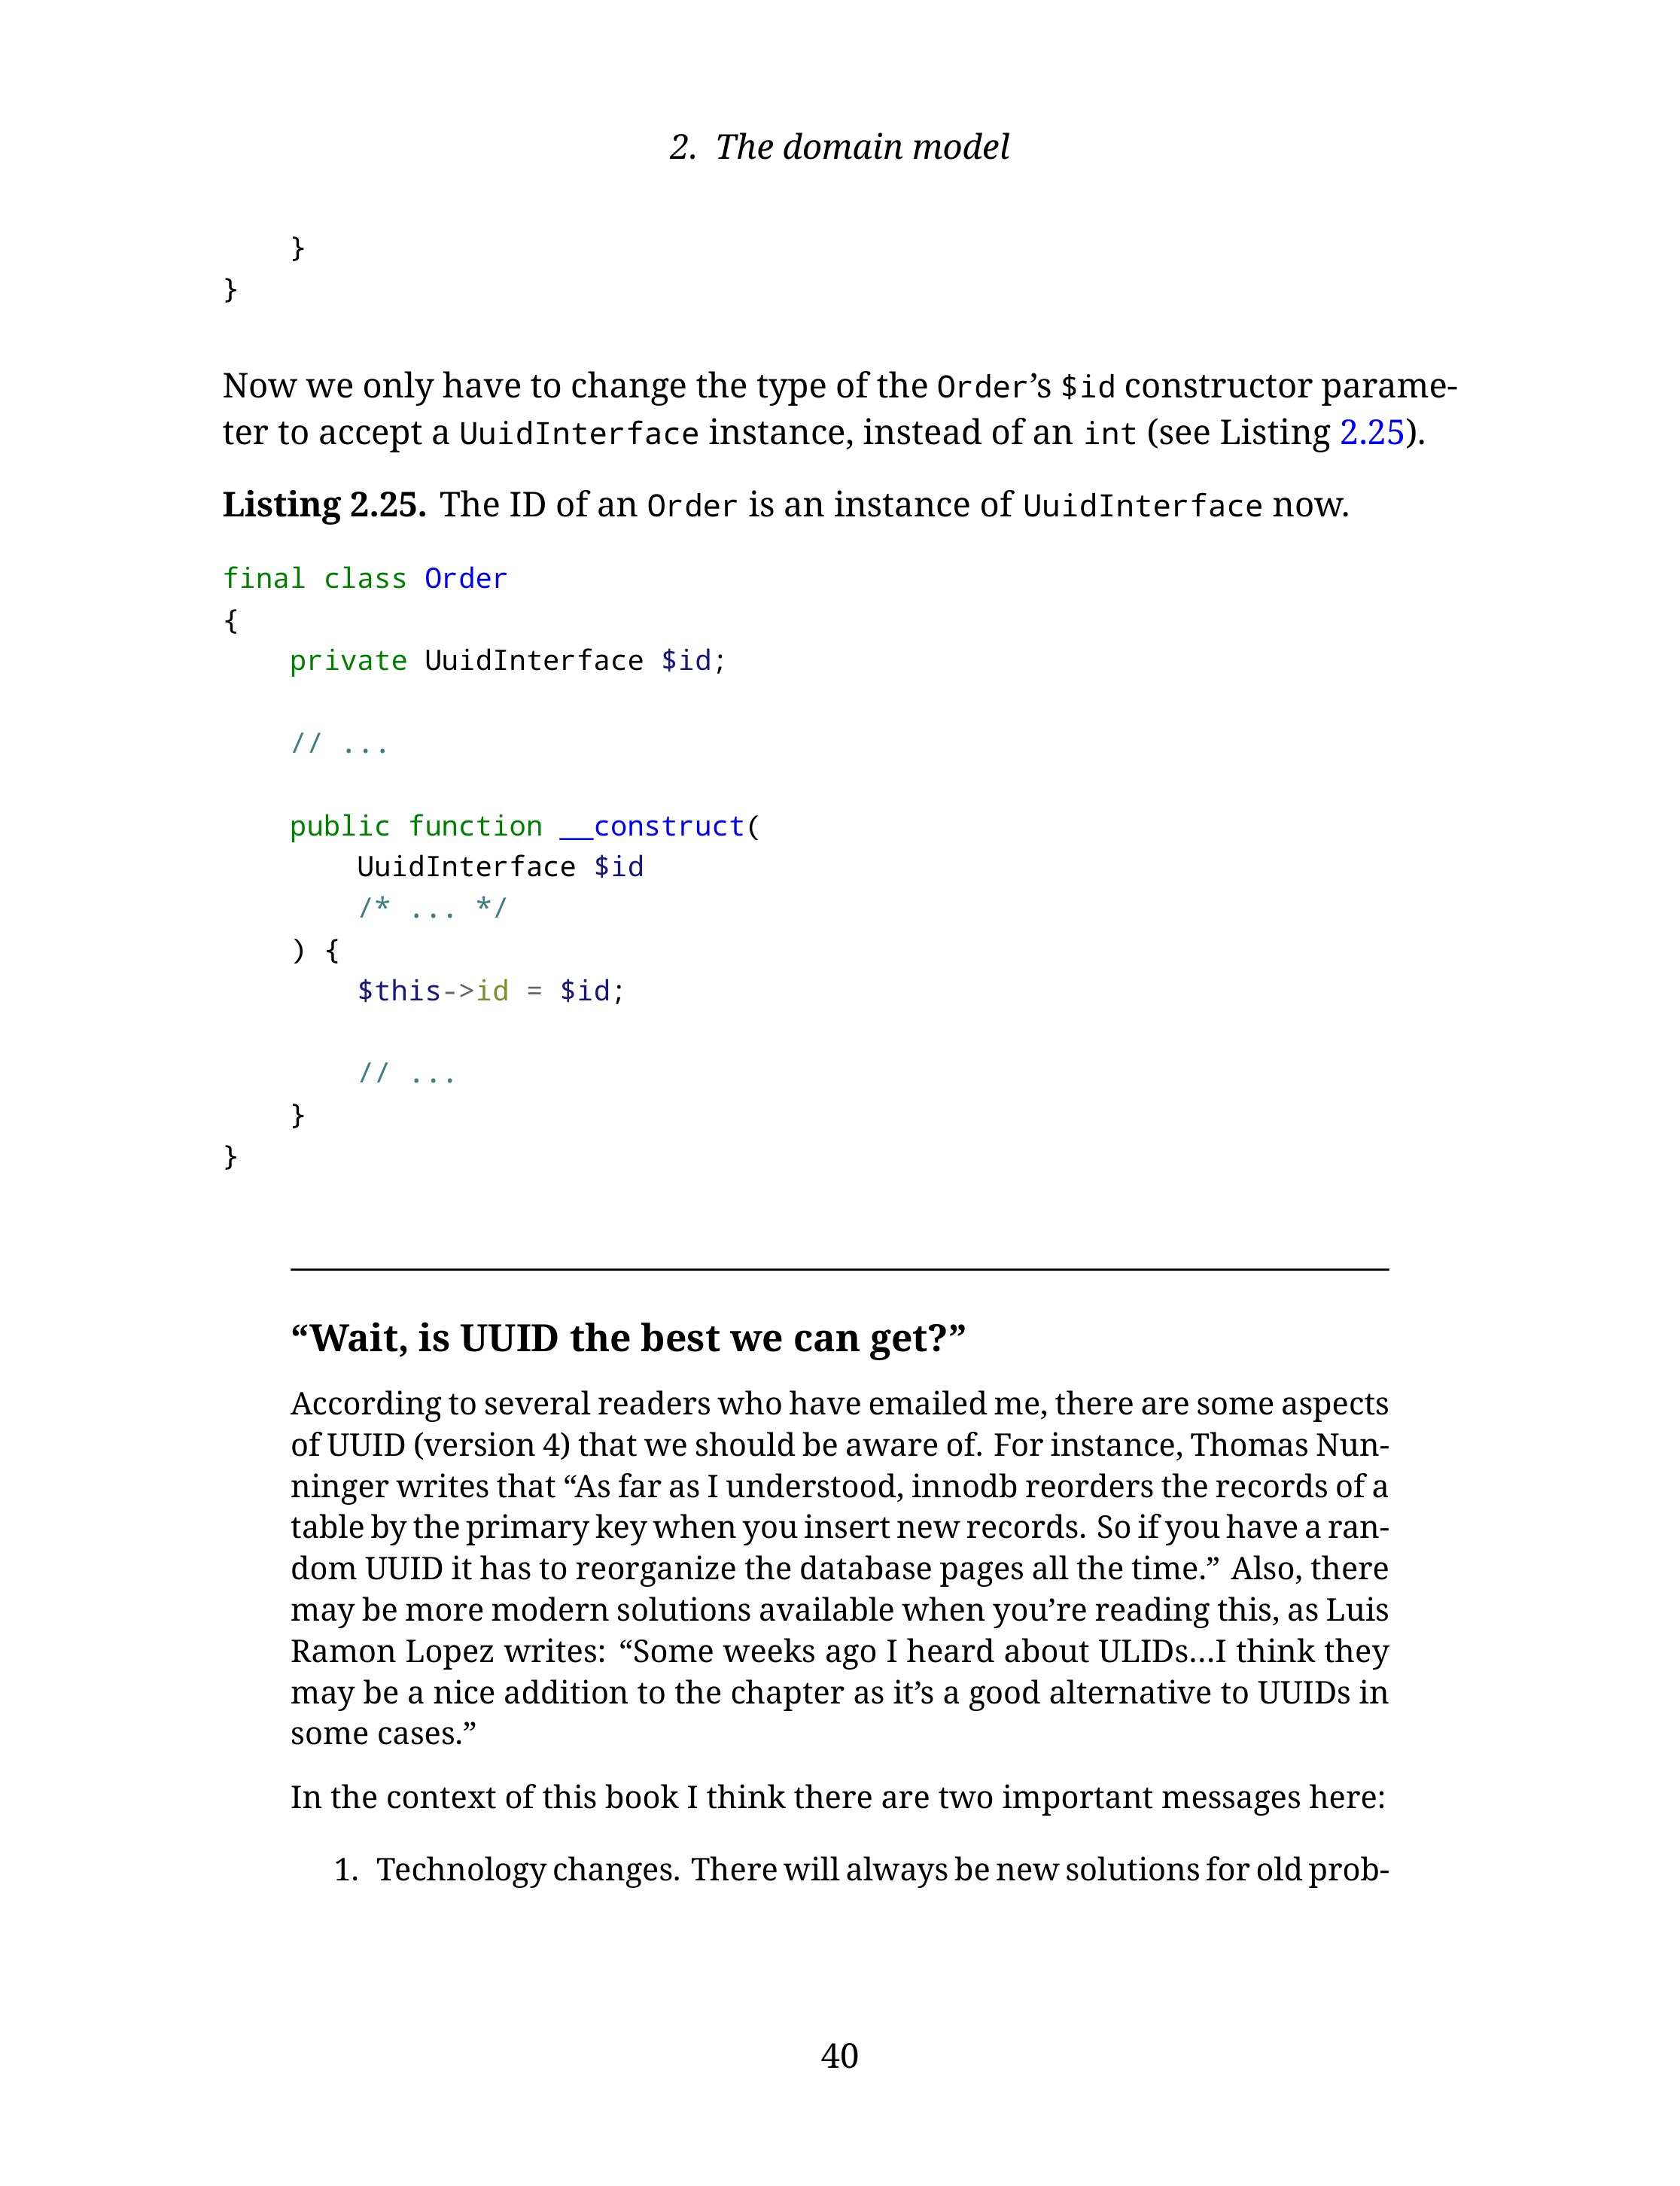 2. The domain model
    }
}
Now we only have to change the type of the Order’s $id constructor parame-
ter to accept a UuidInterface instance, instead of an int (see Listing 2.25).
Listing 2.25. The ID of an Order is an instance of UuidInterface now.
final class Order
{
    private UuidInterface $id;
    // ...
    public function __construct(
        UuidInterface $id
        /* ... */
    ) {
        $this->id = $id;
        // ...
    }
}
“Wait, is UUID the best we can get?”
According to several readers who have emailed me, there are some aspects
of UUID (version 4) that we should be aware of. For instance, Thomas Nun-
ninger writes that “As far as I understood, innodb reorders the records of a
table by the primary key when you insert new records. So if you have a ran-
dom UUID it has to reorganize the database pages all the time.” Also, there
may be more modern solutions available when you’re reading this, as Luis
Ramon Lopez writes: “Some weeks ago I heard about ULIDs…I think they
may be a nice addition to the chapter as it’s a good alternative to UUIDs in
some cases.”
In the context of this book I think there are two important messages here:
1. Technology changes. There will always be new solutions for old prob-
40